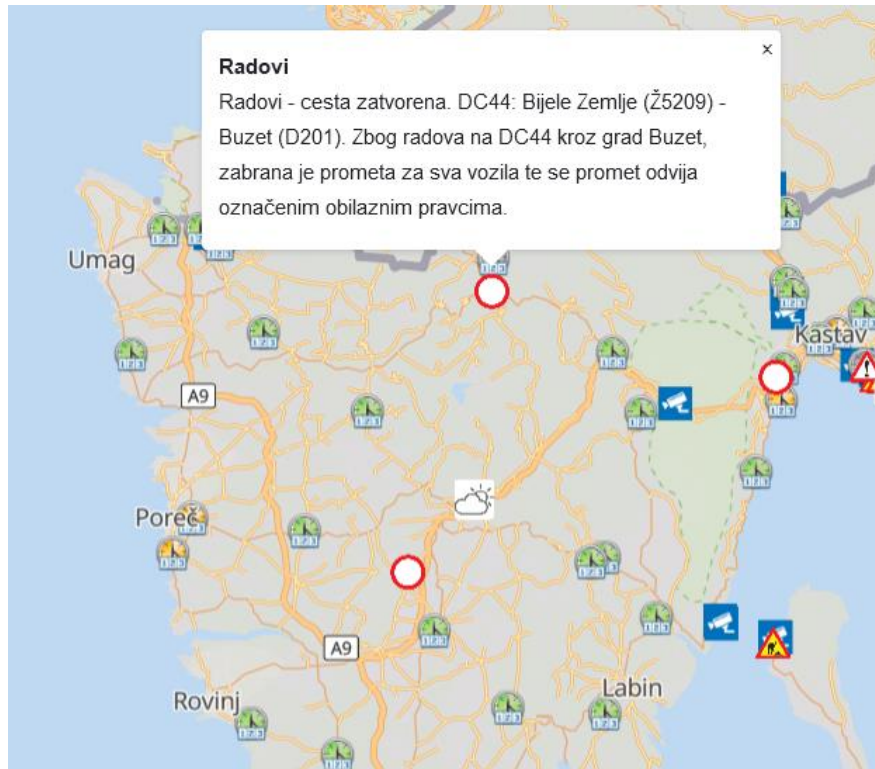 ×
Radovi
Radovi - cesta zatvorena. DC44: Bijele Zemlje (Ž5209) -
Buzet (D201). Zbog radova na DC44 kroz grad Buzet,
zabrana je prometa za sva vozila te se promet odvija
označenim obilaznim pravcima.
Umag
Kastav
A9
Poreč
A9
Labin
Rovinj